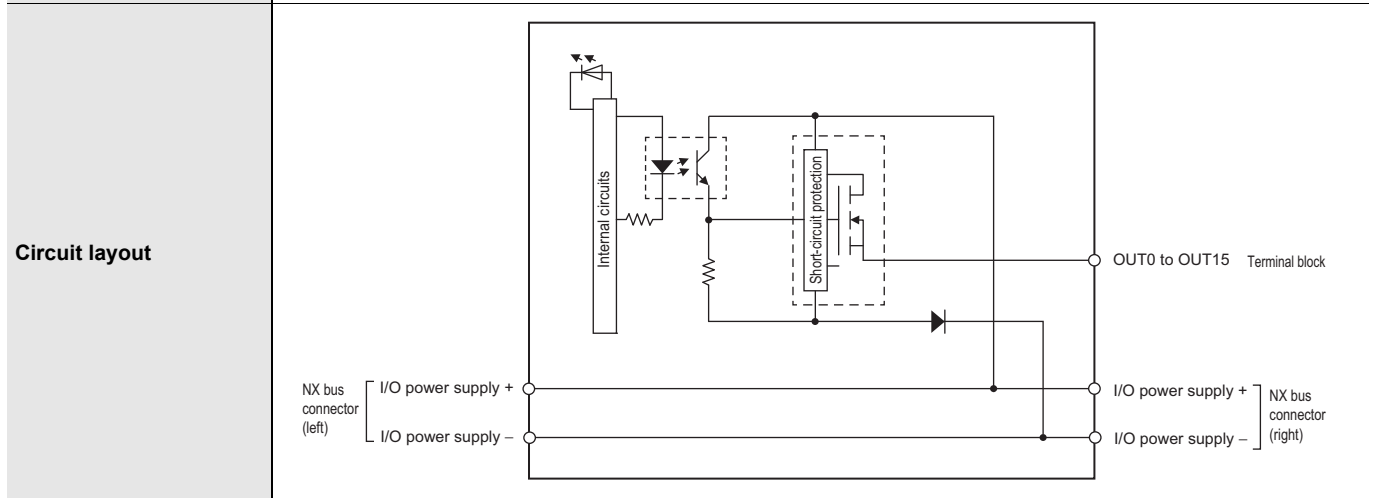 Circuit layout
Internal circuits
Short-circuit protection
OUT0 to OUT15 Terminal block
NX bus
connector
(left)
I/O power supply +
I/O power supply –
I/O power supply +
I/O power supply –
NX bus
connector
(right)